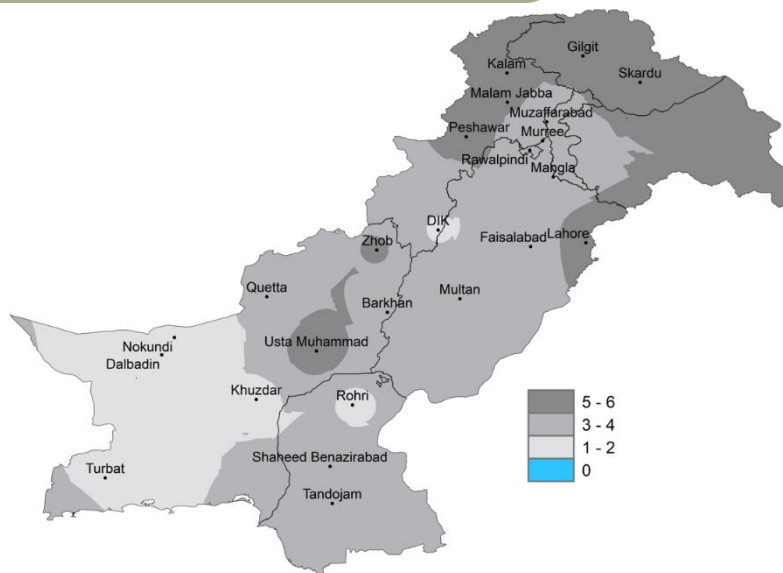 Gilgit
Kalam
Skardu
Malam Jabba
Muzaffarabad
Peshawar
Murree
Rawalpindi
Mangla
DIK
Zhob
Faisalabad
Lahore
Quetta
Multan
Barkhan
Usta Muhammad
Nokundi
Dalbadin
Khuzdar
Rohri
5 - 6
3 - 4
1 - 2
0
Shaheed Benazirabad
Turbat
Tandojam